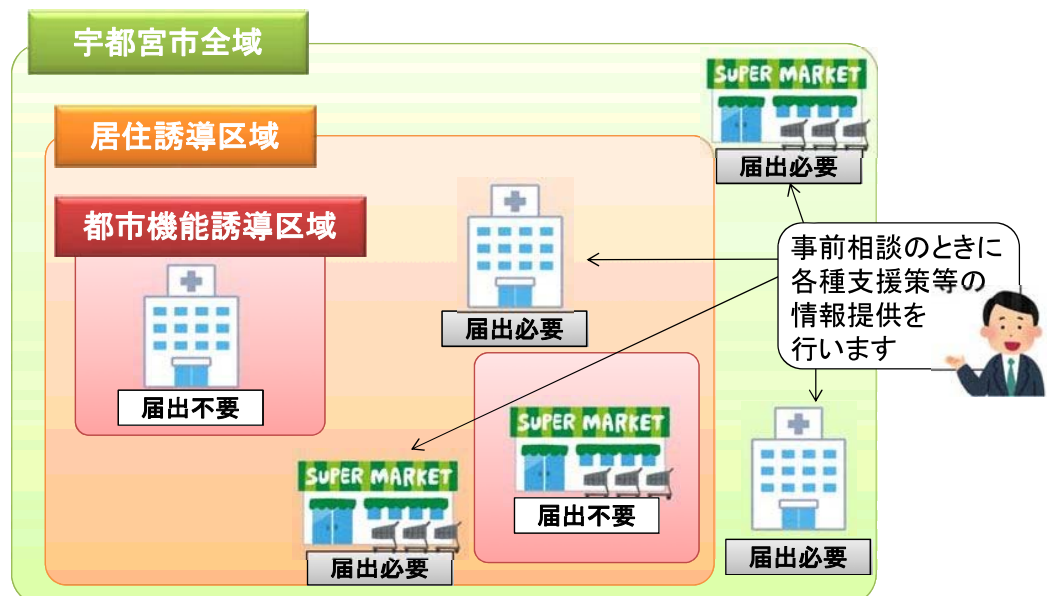 宇都宮市全域
SUPER MARKET
届出必要
居住誘導区域
都市機能誘導区域
届出不要
届出必要
事前相談のときに
各種支援策等の
情報提供を
行います
SUPER MARKET
届出不要
SUPER MARKET
届出必要
届出必要